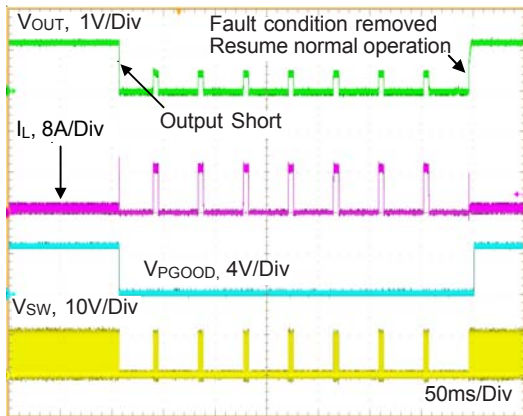 VOUT, 1V/Div
Fault condition removed
Resume normal operation
Output Short
IL, 8A/Div
VPGOOD, 4V/Div
VSW, 10V/Div
50ms/Div